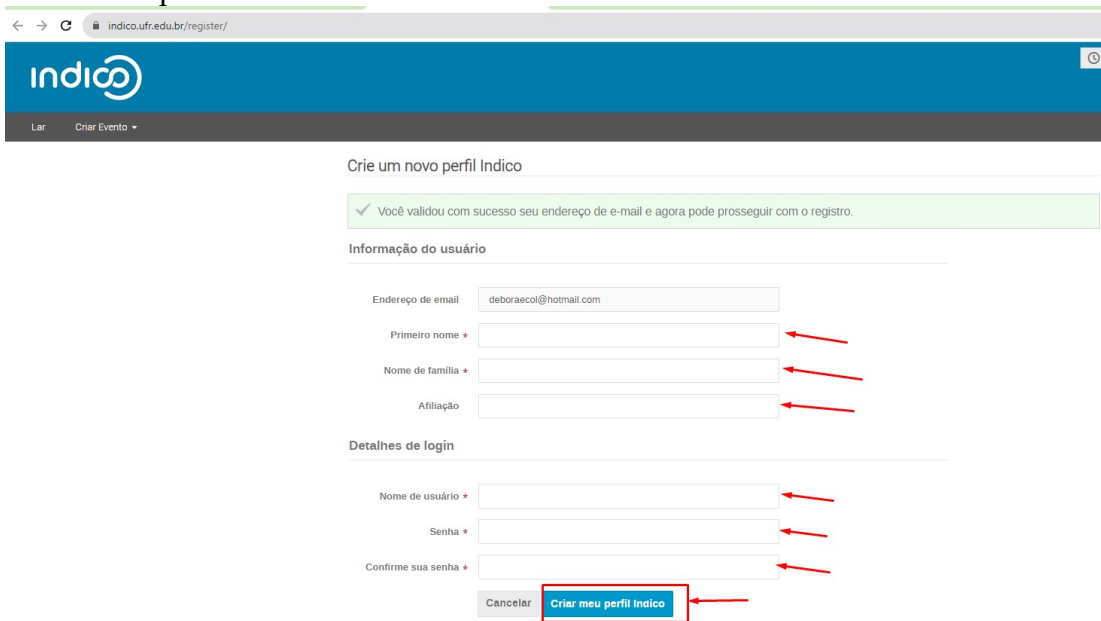 indico.ufr.edu.br/register/
indico
Lar Criar Evento
Crie um novo perfil Indico
Você validou com sucesso seu endereço de e-mail e agora pode prosseguir com o registro.
Informação do usuário
Endereço de email deboraecol@hotmail.com
Primeiro nome *
Nome de família *
Afiliação
Detalhes de login
Nome de usuário *
Senha *
Confirme sua senha *
Cancelar Criar meu perfil Indico